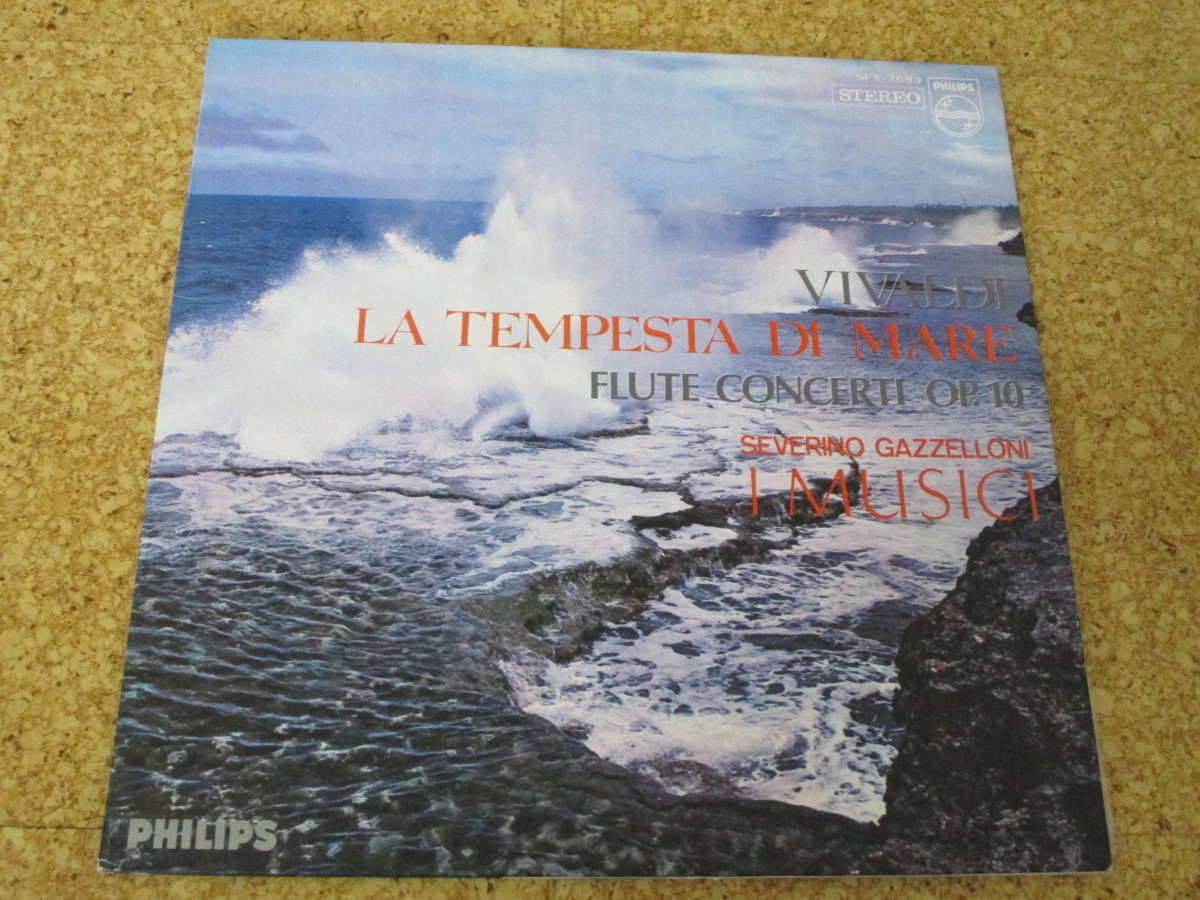 SFX-7683
STEREO
PHILIPS
VIVALDI
LA TEMPESTA DI MARE
FLUTE CONCERTI OP. 10
SEVERINO GAZZELLONI
I MUSICI
PHILIPS